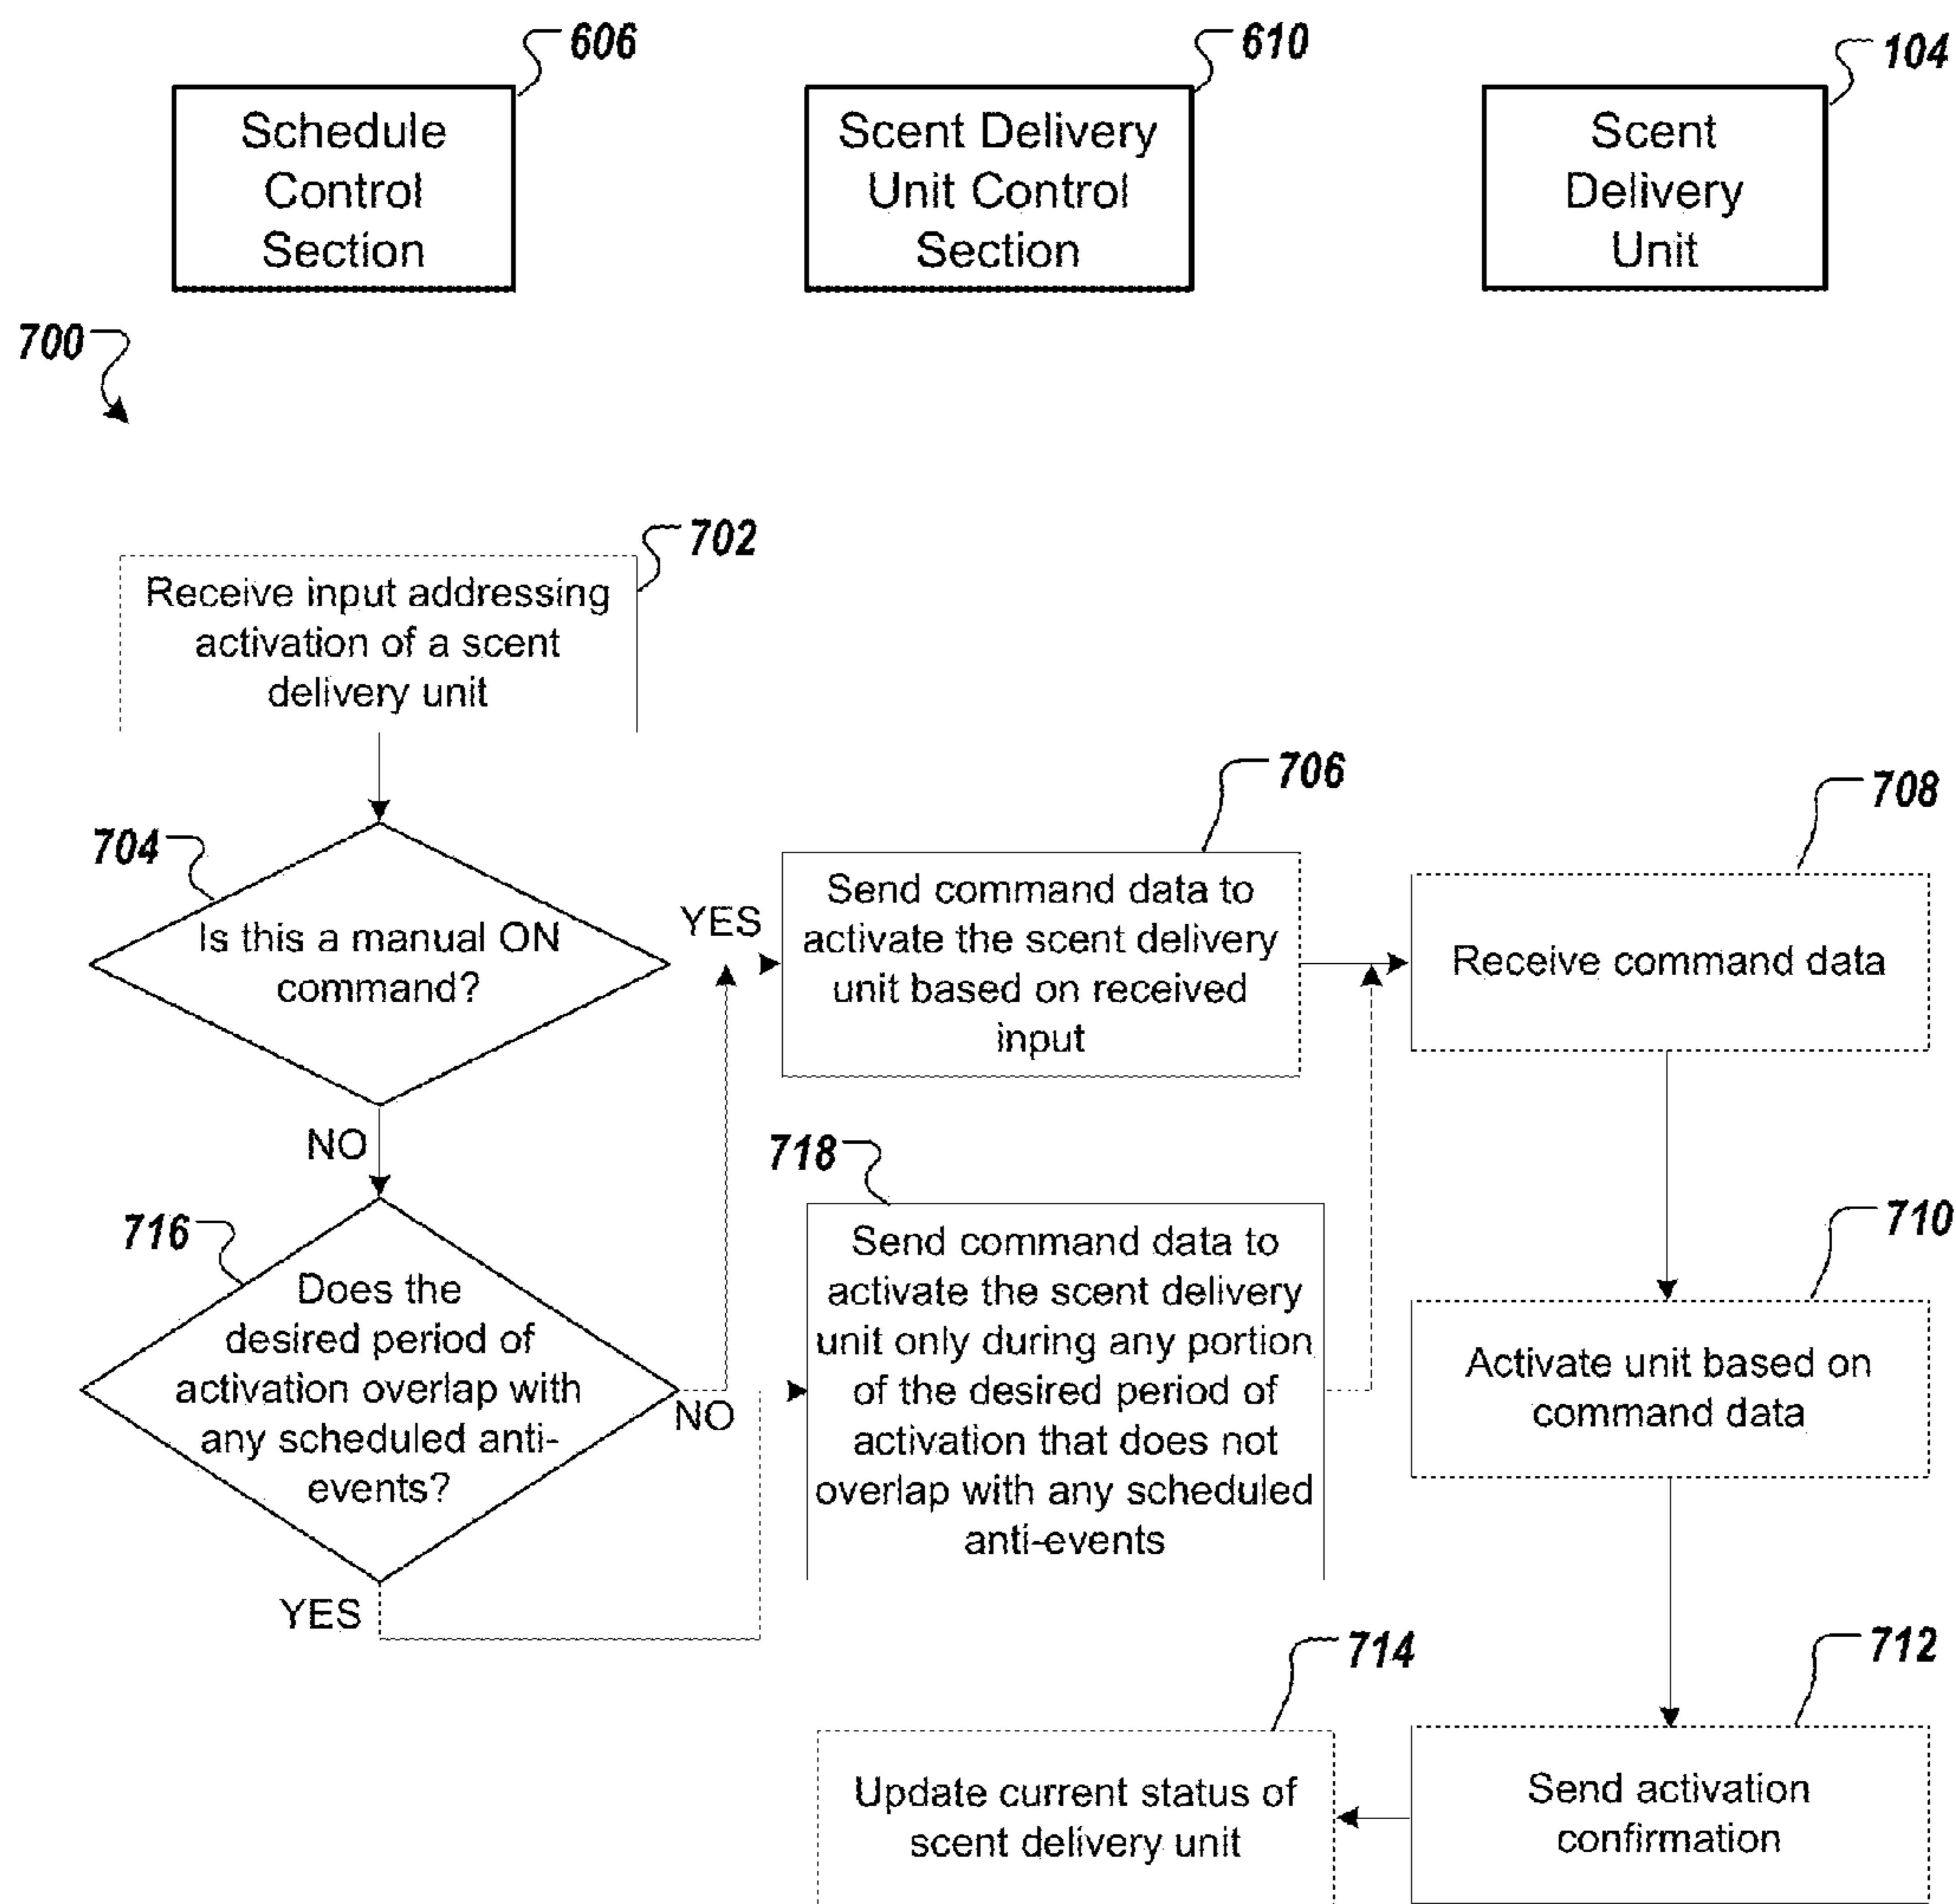 606
610
104
Schedule
Control
Section
Scent Delivery
Unit Control
Section
Scent
Delivery
Unit
700
702
Receive input addressing
activation of a scent
delivery unit
704
Is this a manual ON
command?
YES
NO
706
Send command data to
activate the scent delivery
unit based on received
input
708
Receive command data
716
Does the
desired period of
activation overlap with
any scheduled anti-
events?
NO
YES
718
Send command data to
activate the scent delivery
unit only during any portion
of the desired period of
activation that does not
overlap with any scheduled
anti-events
710
Activate unit based on
command data
714
Update current status of
scent delivery unit
712
Send activation
confirmation